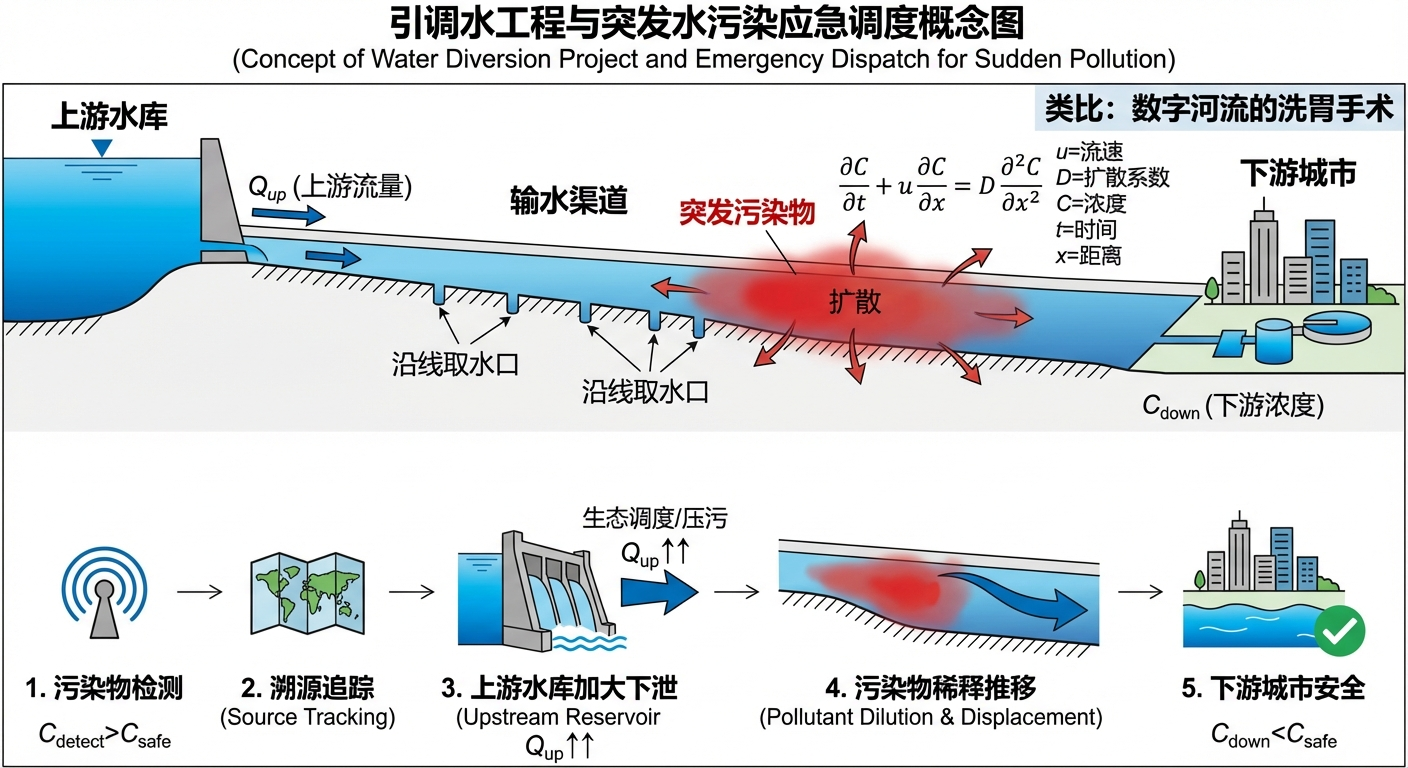 引调水工程与突发水污染应急调度概念图
(Concept of Water Diversion Project and Emergency Dispatch for Sudden Pollution)
类比：数字河流的洗胃手术
上游水库
Qup (上游流量)
输水渠道
突发污染物
∂C/∂t + u ∂C/∂x = D ∂²C/∂x²
u=流速
D=扩散系数
C=浓度
t=时间
x=距离
下游城市
扩散
沿线取水口
沿线取水口
Cdown (下游浓度)
生态调度/压污
Qup↑↑
1. 污染物检测
Cdetect>Csafe
2. 溯源追踪
(Source Tracking)
3. 上游水库加大下泄
(Upstream Reservoir
Qup↑↑
4. 污染物稀释推移
(Pollutant Dilution & Displacement)
5. 下游城市安全
Cdown<Csafe